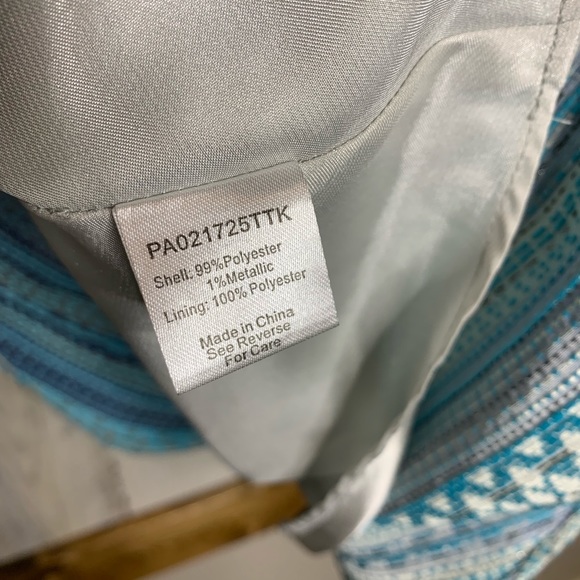 PA021725TTK
Shell: 99%Polyester
1%Metallic
Lining: 100% Polyester
Made in China
See Reverse
For Care